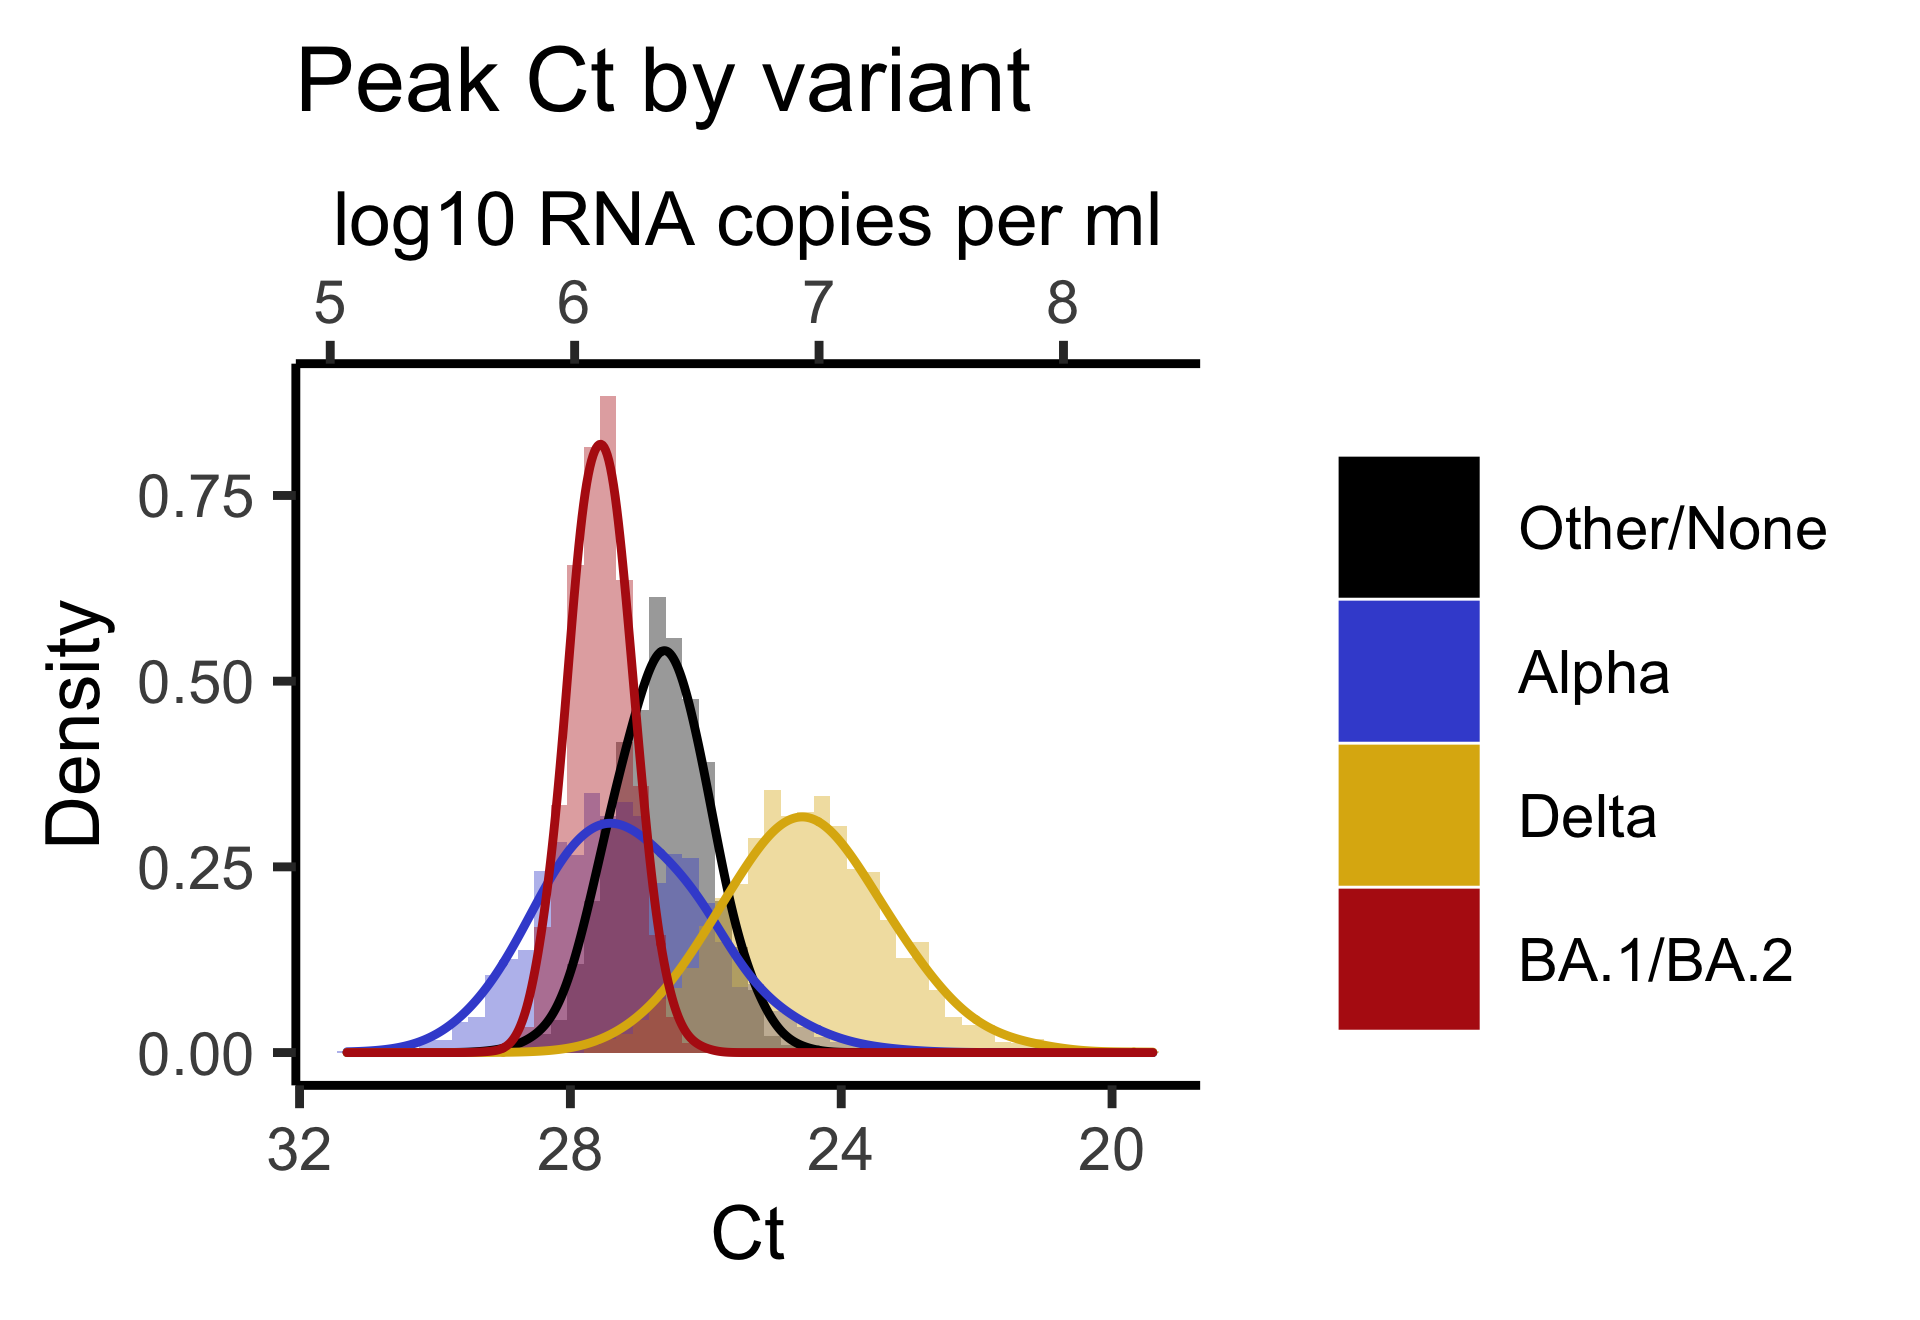 Peak Ct by variant
log10 RNA copies per ml
5 6 7 8
0.75
0.50
0.25
0.00
Density
32 28 24 20
Ct
Other/None
Alpha
Delta
BA.1/BA.2